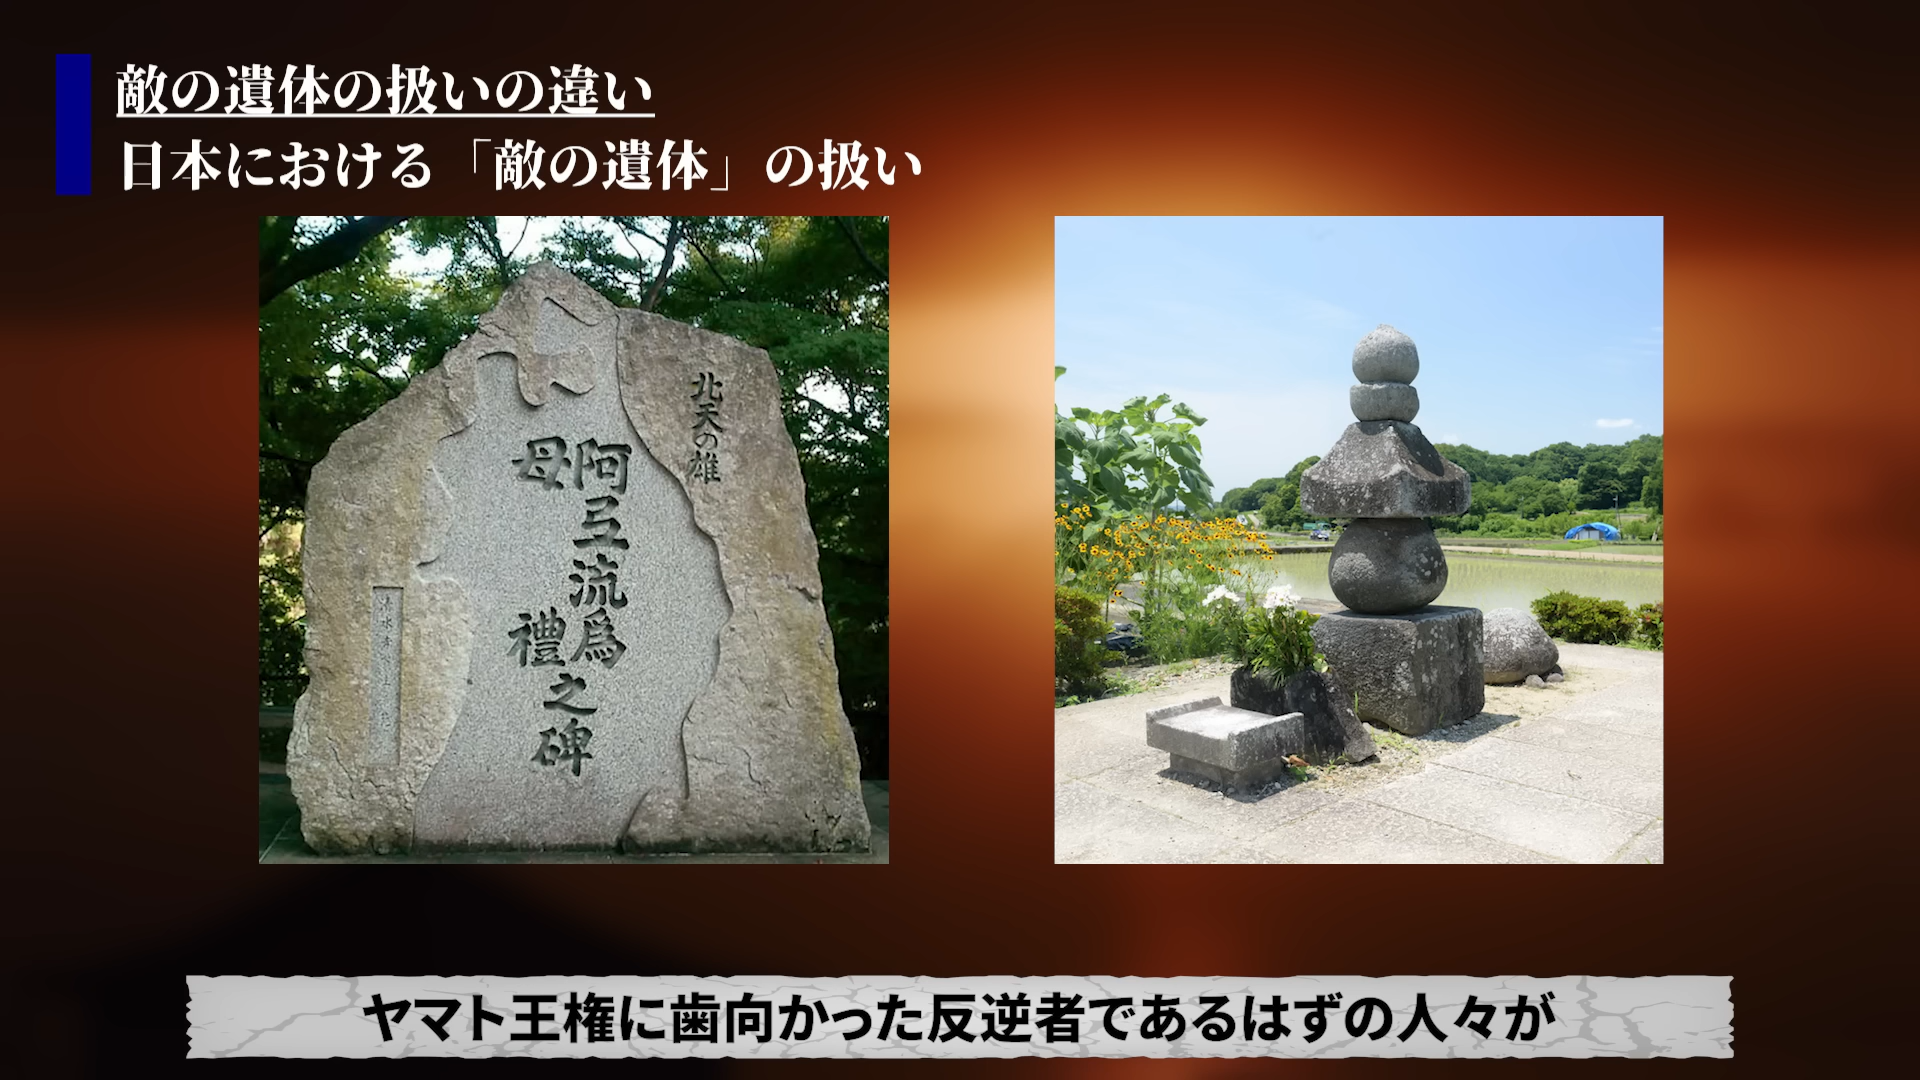 敵の遺体の扱いの違い
日本における「敵の遺体」の扱い
北天の雄
阿弖流爲
母禮
之碑
ヤマト王権に歯向かった反逆者であるはずの人々が